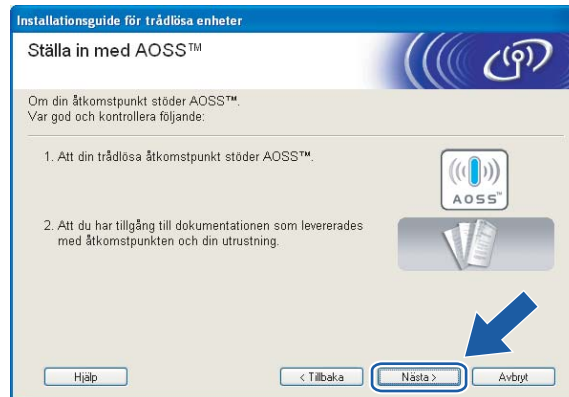 Installationsguide för trådlösa enheter
Ställa in med AOSS™
Om din åtkomstpunkt stöder AOSS™.
Var god och kontrollera följande:
1. Att din trådlösa åtkomstpunkt stöder AOSS™.
AOSS™
2. Att du har tillgång till dokumentationen som levererades
med åtkomstpunkten och din utrustning.
Hjälp
< Tillbaka
Nästa >
Avbryt